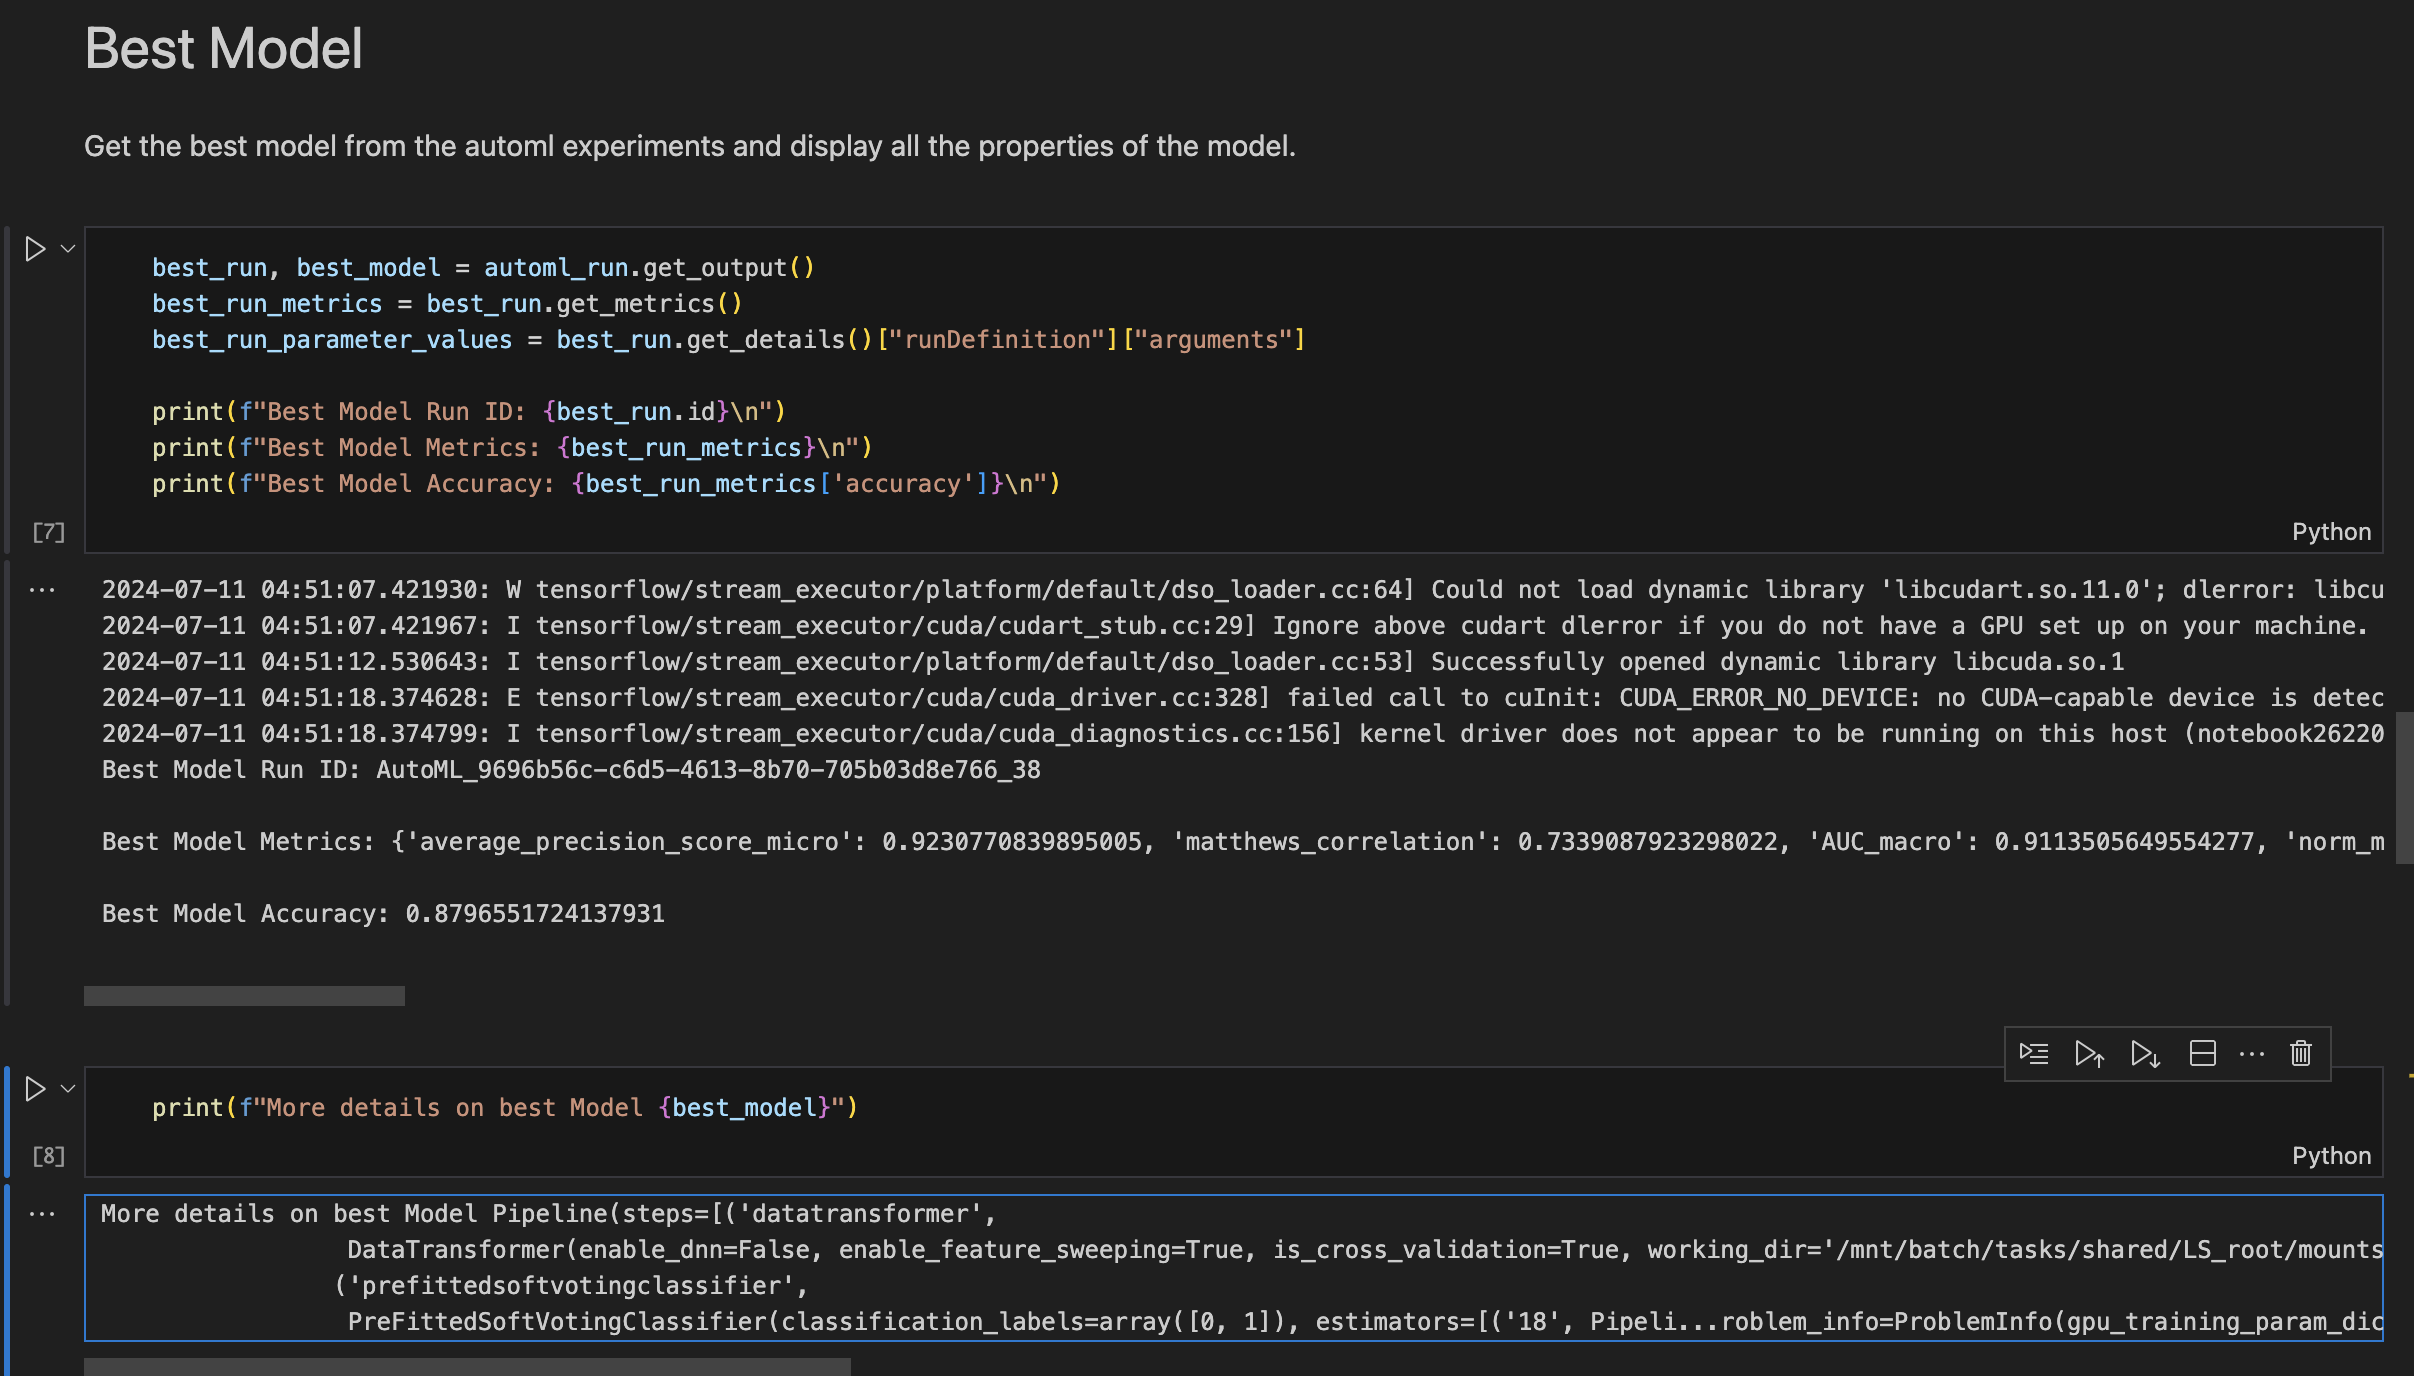 Best Model
Get the best model from the automl experiments and display all the properties of the model.
best_run, best_model = automl_run.get_output()
best_run_metrics = best_run.get_metrics()
best_run_parameter_values = best_run.get_details()["runDefinition"]["arguments"]
print(f"Best Model Run ID: {best_run.id}\n")
print(f"Best Model Metrics: {best_run_metrics}\n")
print(f"Best Model Accuracy: {best_run_metrics['accuracy']}\n")
[7]
Python
...
2024-07-11 04:51:07.421930: W tensorflow/stream_executor/platform/default/dso_loader.cc:64] Could not load dynamic library 'libcudart.so.11.0'; dlerror: libcu
2024-07-11 04:51:07.421967: I tensorflow/stream_executor/cuda/cudart_stub.cc:29] Ignore above cudart dlerror if you do not have a GPU set up on your machine.
2024-07-11 04:51:12.530643: I tensorflow/stream_executor/platform/default/dso_loader.cc:53] Successfully opened dynamic library libcuda.so.1
2024-07-11 04:51:18.374628: E tensorflow/stream_executor/cuda/cuda_driver.cc:328] failed call to cuInit: CUDA_ERROR_NO_DEVICE: no CUDA-capable device is detec
2024-07-11 04:51:18.374799: I tensorflow/stream_executor/cuda/cuda_diagnostics.cc:156] kernel driver does not appear to be running on this host (notebook26220
Best Model Run ID: AutoML_9696b56c-c6d5-4613-8b70-705b03d8e766_38
Best Model Metrics: {'average_precision_score_micro': 0.9230770839895005, 'matthews_correlation': 0.7339087923298022, 'AUC_macro': 0.9113505649554277, 'norm_m
Best Model Accuracy: 0.8796551724137931
print(f"More details on best Model {best_model}")
[8]
Python
...
More details on best Model Pipeline(steps=[('datatransformer',
DataTransformer(enable_dnn=False, enable_feature_sweeping=True, is_cross_validation=True, working_dir='/mnt/batch/tasks/shared/LS_root/mounts
('prefittedsoftvotingclassifier',
PreFittedSoftVotingClassifier(classification_labels=array([0, 1]), estimators=[('18', Pipeli...roblem_info=ProblemInfo(gpu_training_param_dic